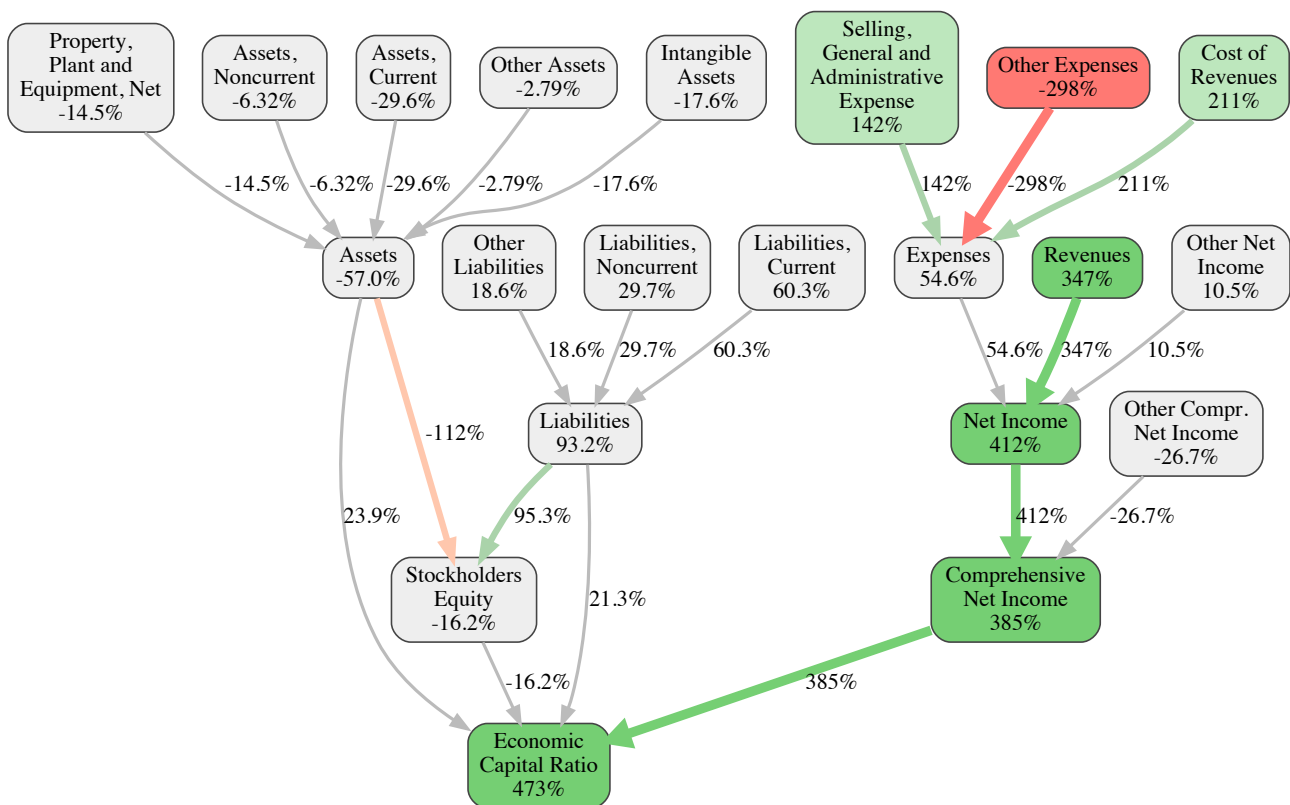 Property,
Plant and
Equipment, Net
-14.5%
Assets,
Noncurrent
-6.32%
Assets,
Current
-29.6%
Other Assets
-2.79%
Intangible
Assets
-17.6%
Selling,
General and
Administrative
Expense
142%
Other Expenses
-298%
Cost of
Revenues
211%
-14.5%
-6.32%
-29.6%
-2.79%
-17.6%
142%
-298%
211%
Assets
-57.0%
Other
Liabilities
18.6%
Liabilities,
Noncurrent
29.7%
Liabilities,
Current
60.3%
Expenses
54.6%
Revenues
347%
Other Net
Income
10.5%
18.6%
29.7%
60.3%
54.6%
347%
10.5%
-112%
Liabilities
93.2%
Net Income
412%
Other Compr.
Net Income
-26.7%
23.9%
95.3%
412%
-26.7%
Stockholders
Equity
-16.2%
21.3%
Comprehensive
Net Income
385%
-16.2%
385%
Economic
Capital Ratio
473%